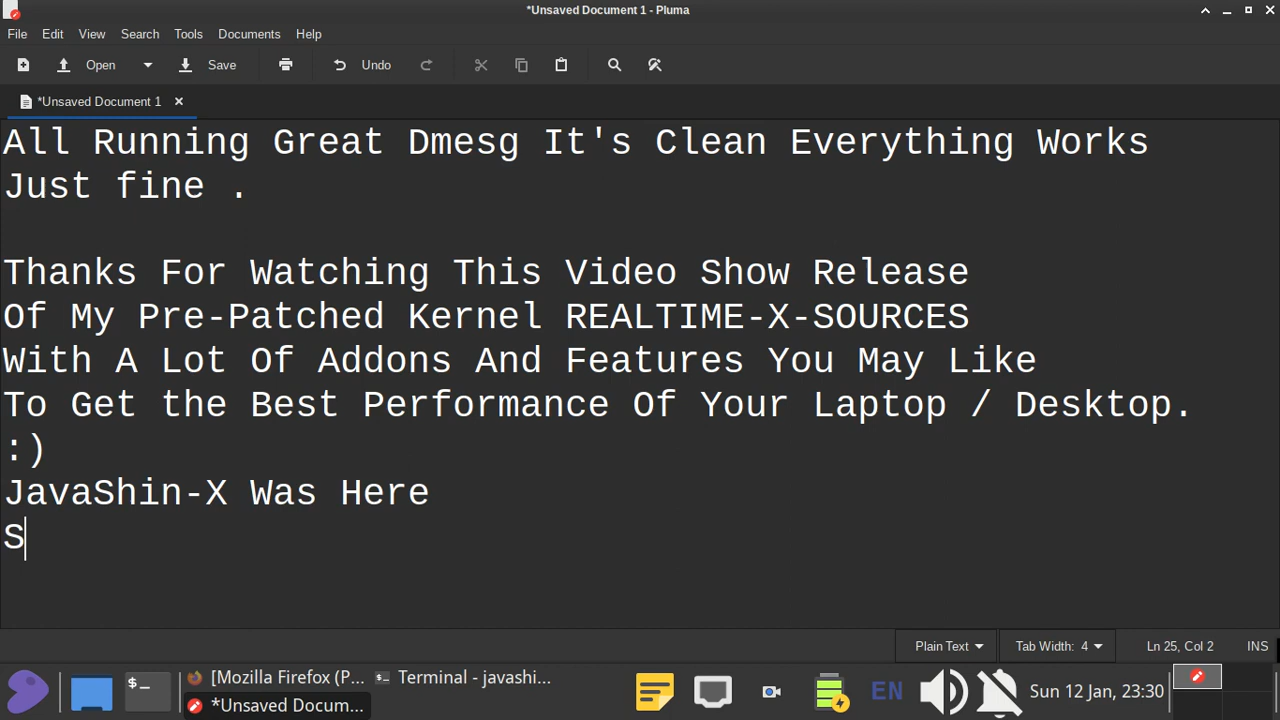 *Unsaved Document 1 - Pluma
File Edit View Search Tools Documents Help
Open Save Undo
*Unsaved Document 1
All Running Great Dmesg It's Clean Everything Works
Just fine .
Thanks For Watching This Video Show Release
Of My Pre-Patched Kernel REALTIME-X-SOURCES
With A Lot Of Addons And Features You May Like
To Get the Best Performance Of Your Laptop / Desktop.
:)
JavaShin-X Was Here
S
Plain Text Tab Width: 4 Ln 25, Col 2 INS
$_ [Mozilla Firefox (P... $_ Terminal - javashi...
*Unsaved Docum...
EN Sun 12 Jan, 23:30